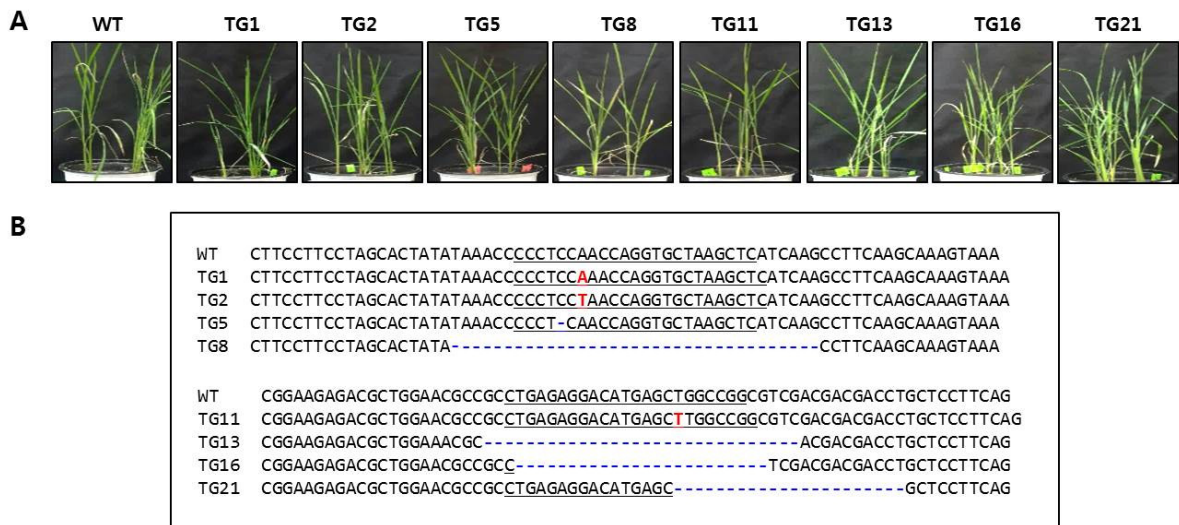 A
WT TG1 TG2 TG5 TG8 TG11 TG13 TG16 TG21
B
WT CTTCCTTCCTAGCACTATATAAACCCCCTCCAACCAGGTGCTAAGCTCATCAAGCCTTCAAGCAAAGTAAA
TG1 CTTCCTTCCTAGCACTATATAAACCCCCTCCAAACCAGGTGCTAAGCTCATCAAGCCTTCAAGCAAAGTAAA
TG2 CTTCCTTCCTAGCACTATATAAACCCCCTCCTAACCAGGTGCTAAGCTCATCAAGCCTTCAAGCAAAGTAAA
TG5 CTTCCTTCCTAGCACTATATAAACCCCCT-CAACCAGGTGCTAAGCTCATCAAGCCTTCAAGCAAAGTAAA
TG8 CTTCCTTCCTAGCACTATA-----------------------------------CCTTCAAGCAAAGTAAA
WT CGGAAGAGACGCTGGAACGCCGCCTGAGAGGACATGAGCTGGCCGGCGTCGACGACGACCTGCTCCTTCAG
TG11 CGGAAGAGACGCTGGAACGCCGCCTGAGAGGACATGAGCTTGGCCGGCGTCGACGACGACCTGCTCCTTCAG
TG13 CGGAAGAGACGCTGGAAACGC------------------------------ACGACGACCTGCTCCTTCAG
TG16 CGGAAGAGACGCTGGAACGCCGCC------------------------TCGACGACGACCTGCTCCTTCAG
TG21 CGGAAGAGACGCTGGAACGCCGCCTGAGAGGACATGAGC----------------------GCTCCTTCAG